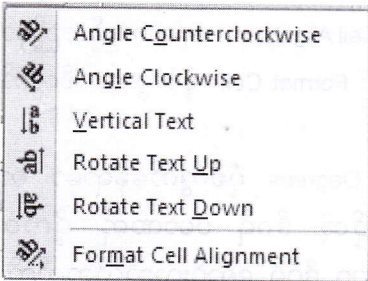 Angle Counterclockwise
Angle Clockwise
Vertical Text
Rotate Text Up
Rotate Text Down
Format Cell Alignment